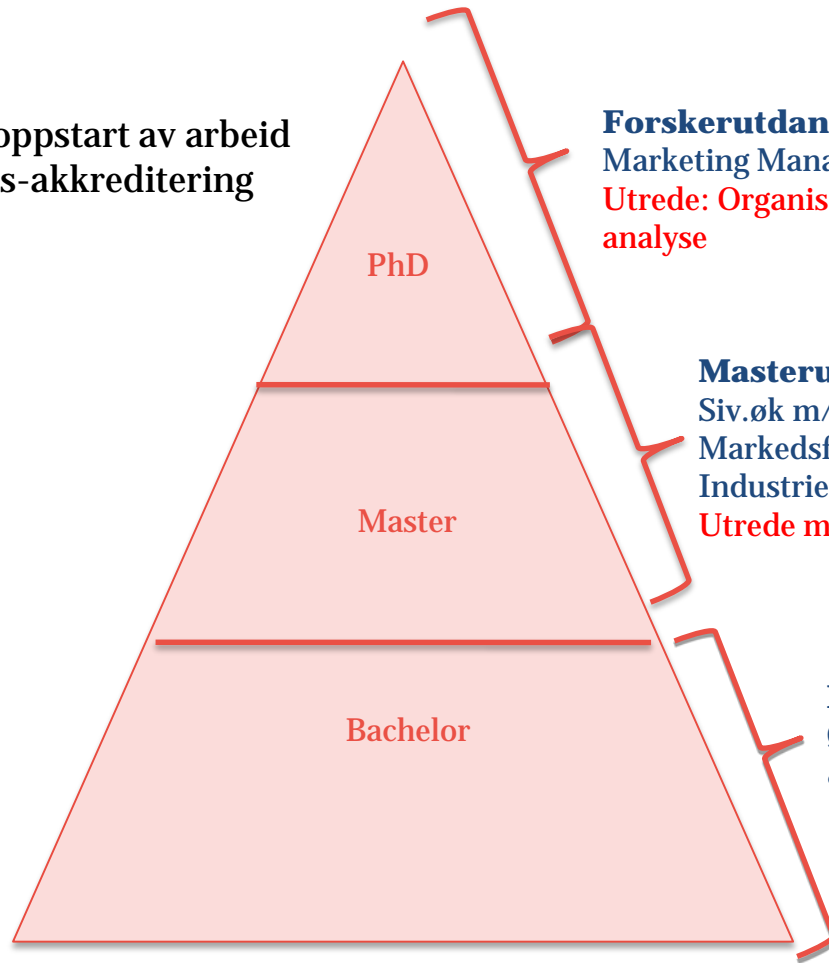 oppstart av arbeid
s-akkreditering
Forskerutdan
Marketing Mana
Utrede: Organis
analyse
PhD
Masteru
Siv.øk m/
Markedsf
Industrie
Utrede m
Master
Bachelor